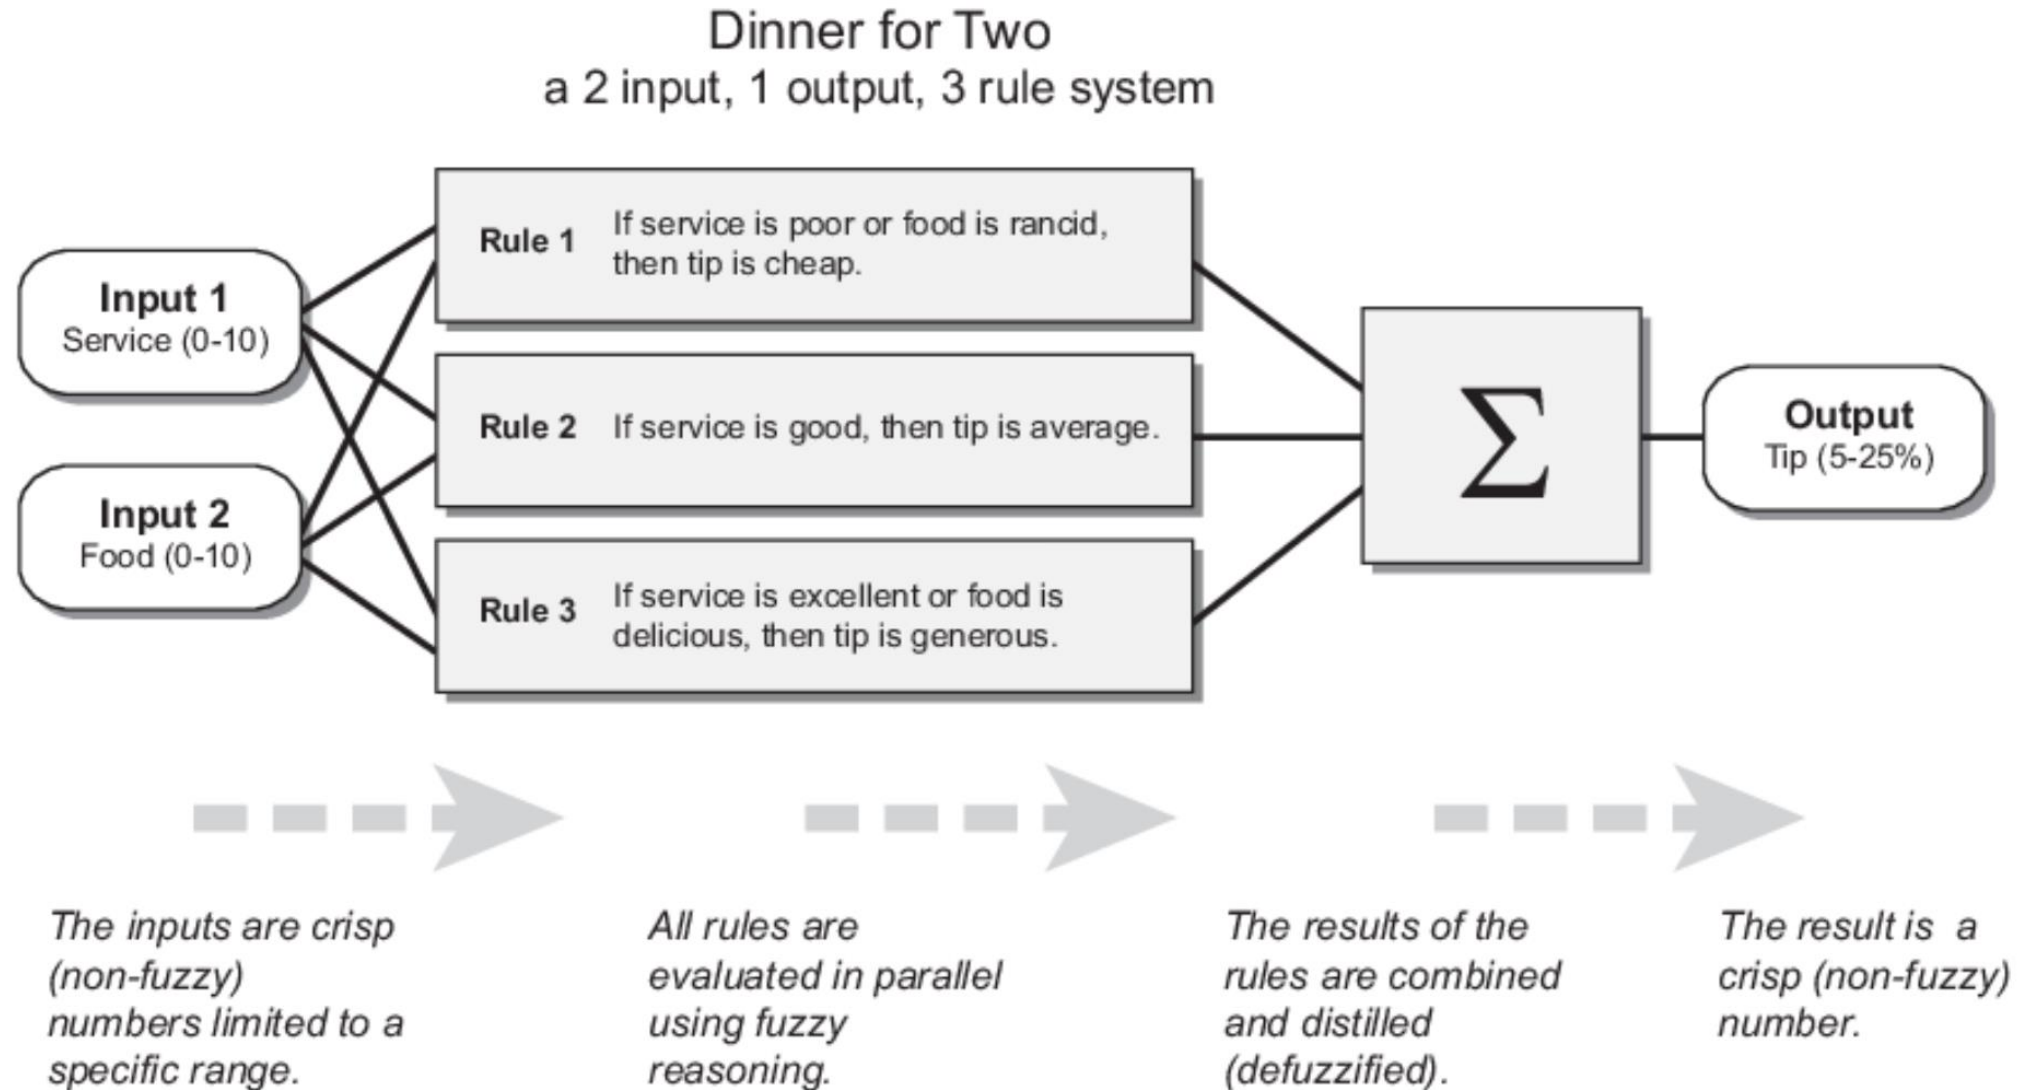 Dinner for Two
a 2 input, 1 output, 3 rule system
Input 1
Service (0-10)
Input 2
Food (0-10)
Rule 1
If service is poor or food is rancid,
then tip is cheap.
Rule 2
If service is good, then tip is average.
Rule 3
If service is excellent or food is
delicious, then tip is generous.
Σ
Output
Tip (5-25%)
The inputs are crisp
(non-fuzzy)
numbers limited to a
specific range.
All rules are
evaluated in parallel
using fuzzy
reasoning.
The results of the
rules are combined
and distilled
(defuzzified).
The result is a
crisp (non-fuzzy)
number.